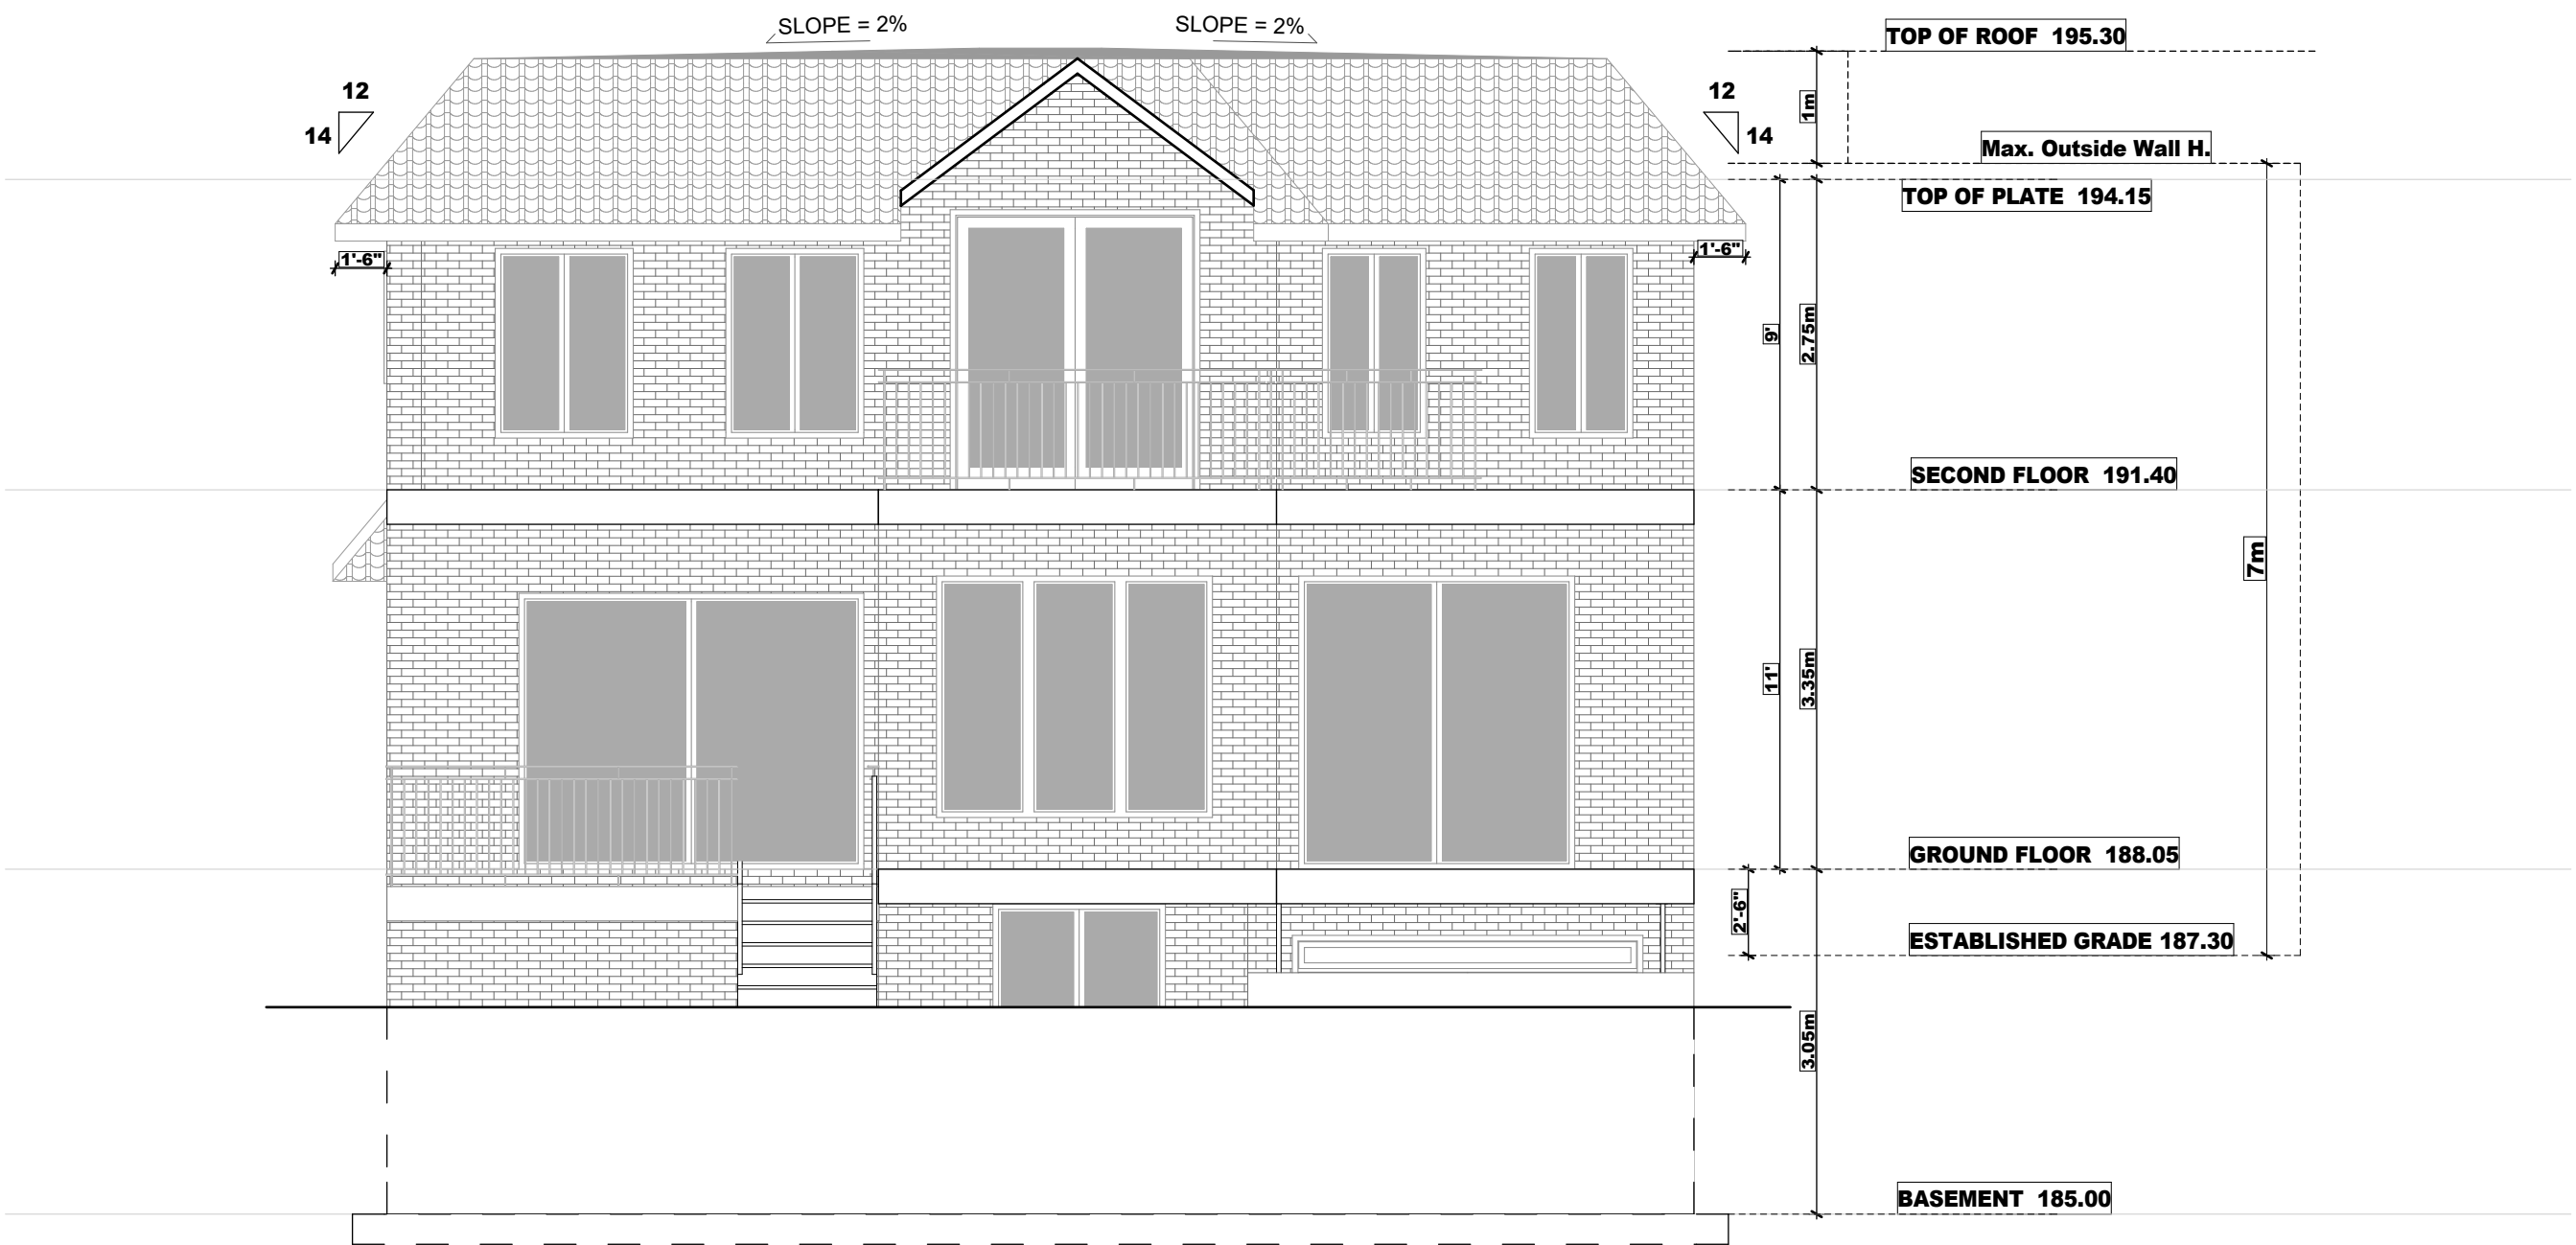 SLOPE = 2%
SLOPE = 2%
TOP OF ROOF 195.30
12
14
12
14
1m
Max. Outside Wall H.
TOP OF PLATE 194.15
1'-6"
1'-6"
9'
2.75m
SECOND FLOOR 191.40
7m
11'
3.35m
GROUND FLOOR 188.05
2'-6"
ESTABLISHED GRADE 187.30
3.05m
BASEMENT 185.00